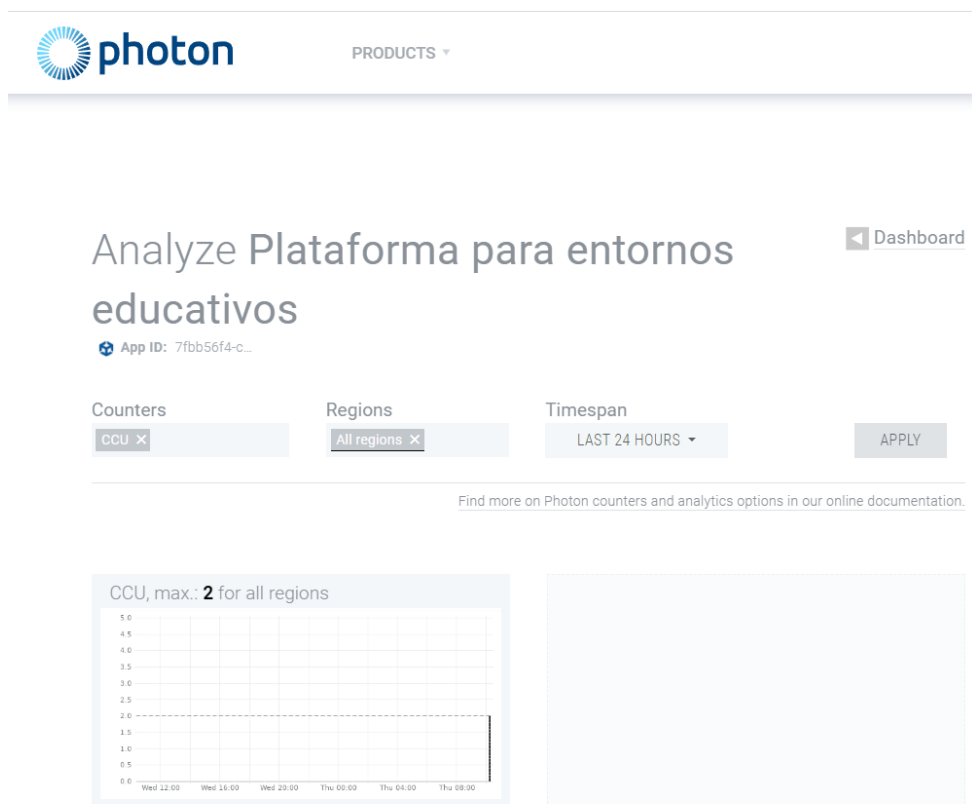 photon
PRODUCTS
Analyze Plataforma para entornos
educativos
Dashboard
App ID: 7fbb56f4-c...
Counters
Regions
Timespan
CCU ×
All regions ×
LAST 24 HOURS
APPLY
Find more on Photon counters and analytics options in our online documentation.
CCU, max.: 2 for all regions
5.0
4.5
4.0
3.5
3.0
2.5
2.0
1.5
1.0
0.5
0.0
Wed 12:00 Wed 16:00 Wed 20:00 Thu 00:00 Thu 04:00 Thu 08:00